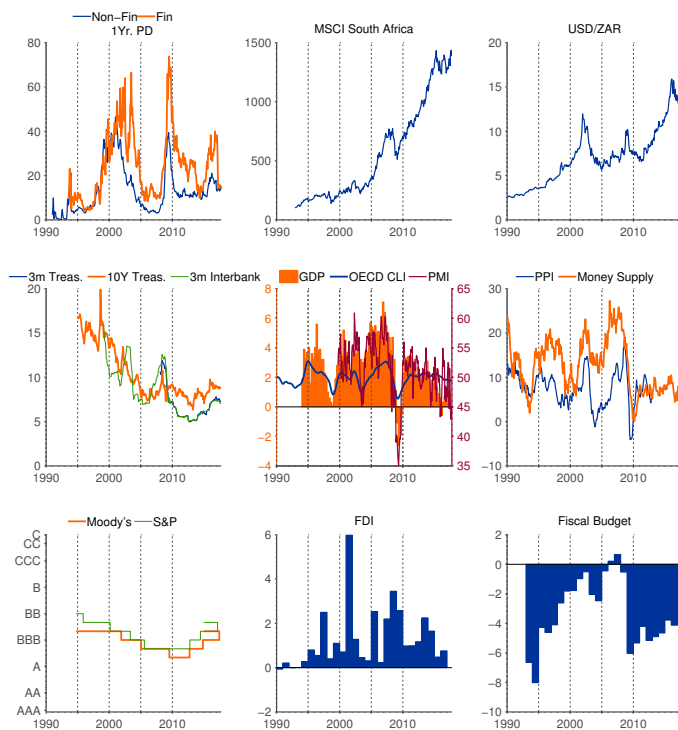 Non-Fin Fin
1Yr. PD
80
60
40
20
0
1990 2000 2010
MSCI South Africa
1500
1000
500
0
1990 2000 2010
USD/ZAR
20
15
10
5
0
1990 2000 2010
3m Treas. 10Y Treas. 3m Interbank
20
15
10
5
0
1990 2000 2010
GDP OECD CLI PMI
8 65
6 60
4 55
2 50
0 45
−2 40
−4 35
1990 2000 2010
PPI Money Supply
30
20
10
0
−10
1990 2000 2010
Moody's S&P
C
CC
CCC
B
BB
BBB
A
AA
AAA
1990 2000 2010
FDI
6
4
2
0
−2
1990 2000 2010
Fiscal Budget
2
0
−2
−4
−6
−8
−10
1990 2000 2010